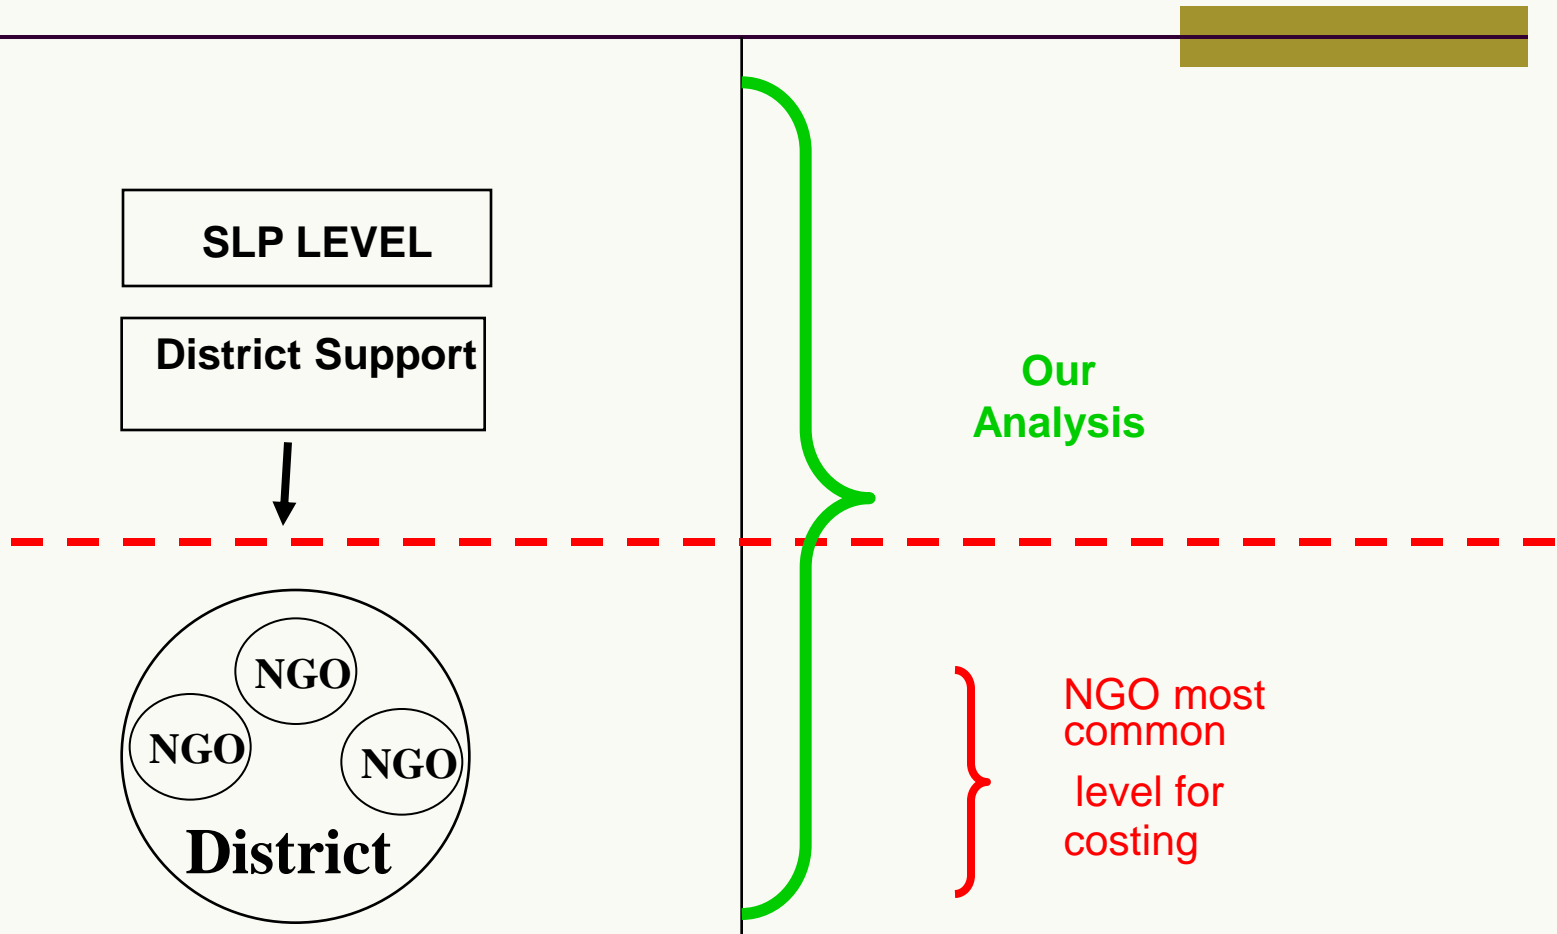 SLP LEVEL
District Support
Our
Analysis
NGO
NGO
NGO
District
NGO most
common
level for
costing